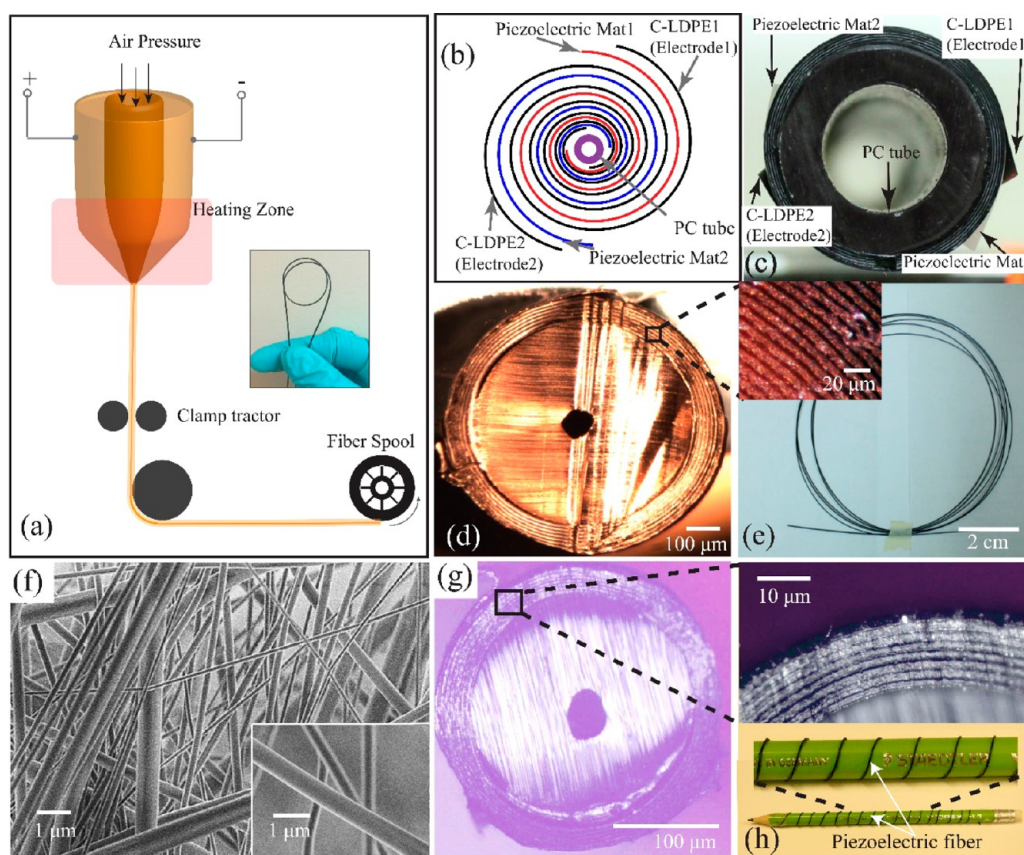 Air Pressure
+
-
Heating Zone
Clamp tractor
Fiber Spool
(a)
(b)
Piezoelectric Mat1
C-LDPE1
(Electrode1)
C-LDPE2
(Electrode2)
PC tube
Piezoelectric Mat2
Piezoelectric Mat2
C-LDPE1
(Electrode1
PC tube
C-LDPE2
(Electrode2)
Piezoelectric Mat
(c)
(d)
100 μm
20 μm
(e)
2 cm
(f)
1 μm
1 μm
(g)
100 μm
10 μm
STAEDTLER
(h)
Piezoelectric fiber